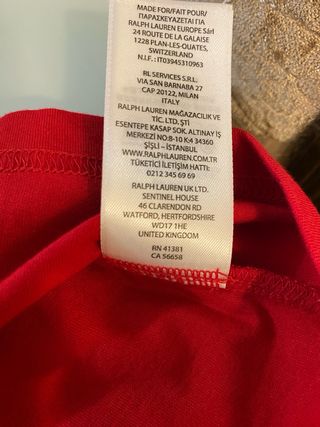 MADE FOR/FAIT POUR/
ΠΑΡΑΣΚΕΥΑΖΕΤΑΙ ΓΙΑ
RALPH LAUREN EUROPE Sàrl
24 ROUTE DE LA GALAISE
1228 PLAN-LES-OUATES,
SWITZERLAND
N.I.F. : IT03945310963
RL SERVICES S.R.L.
VIA SAN BARNABA 27
CAP 20122, MILAN
ITALY
RALPH LAUREN MAĞAZACILIK VE
TİC. LTD. ŞTİ
ESENTEPE KASAP SOK. ALTINAY İŞ
MERKEZİ NO:8-10 K:4 34360
ŞİŞLİ – İSTANBUL
WWW.RALPHLAUREN.COM.TR
TÜKETİCİ İLETİŞİM HATTI:
0212 345 69 69
RALPH LAUREN UK LTD.
SENTINEL HOUSE
46 CLARENDON RD
WATFORD, HERTFORDSHIRE
WD17 1HE
UNITED KINGDOM
RN 41381
CA 56658